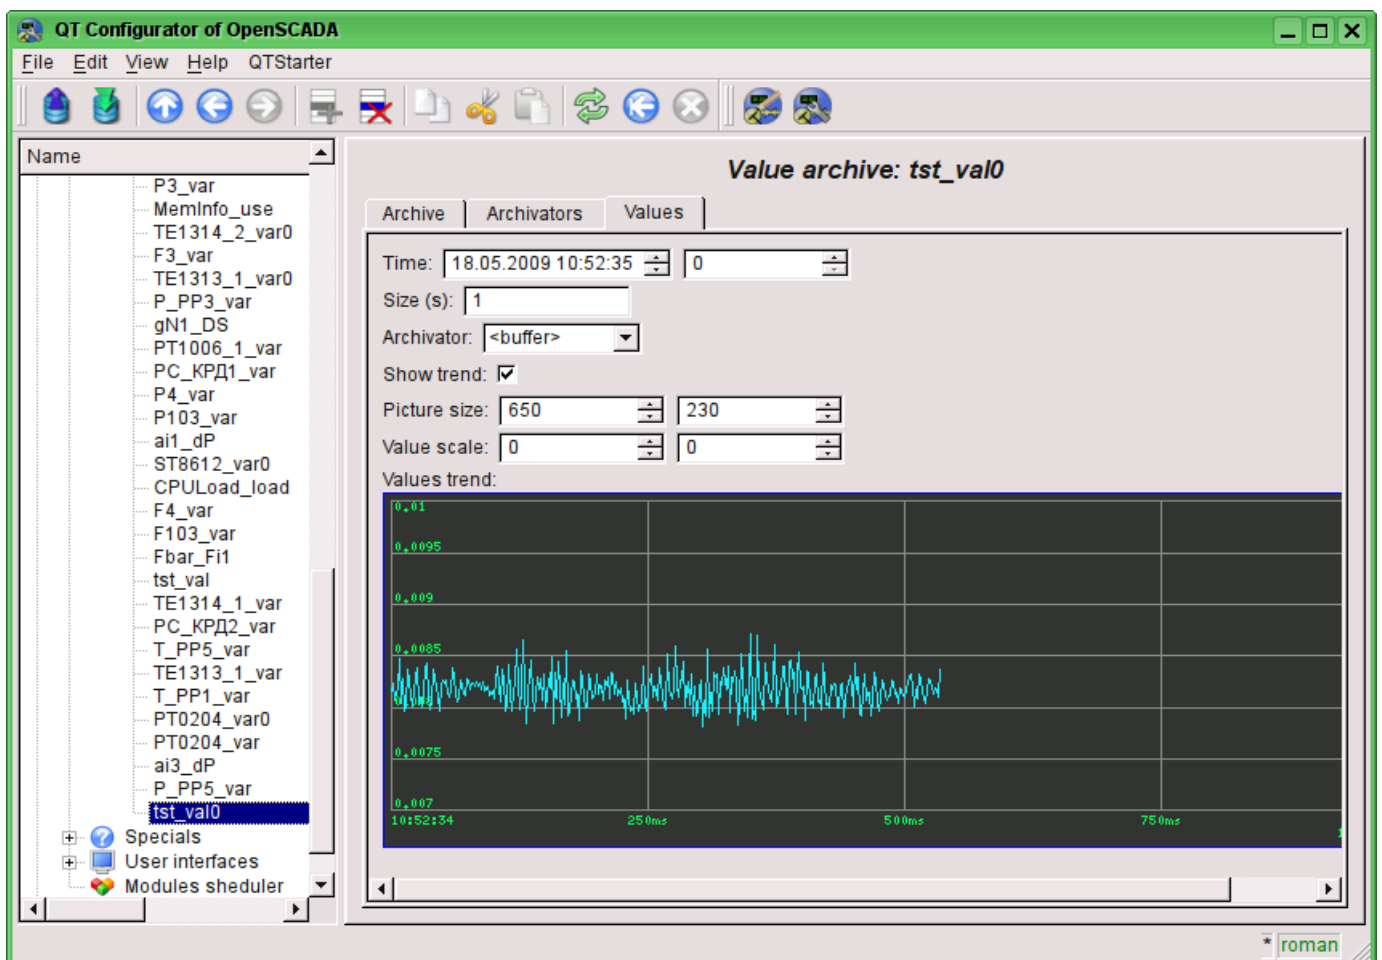 QT Configurator of OpenSCADA
File Edit View Help QTStarter
Name
P3_var
MemInfo_use
TE1314_2_var0
F3_var
TE1313_1_var0
P_PP3_var
gN1_DS
PT1006_1_var
РС_КРД1_var
P4_var
P103_var
ai1_dP
ST8612_var0
CPULoad_load
F4_var
F103_var
Fbar_Fi1
tst_val
TE1314_1_var
РС_КРД2_var
T_PP5_var
TE1313_1_var
T_PP1_var
PT0204_var0
PT0204_var
ai3_dP
P_PP5_var
tst_val0
Specials
User interfaces
Modules sheduler
Value archive: tst_val0
Archive Archivators Values
Time: 18.05.2009 10:52:35 0
Size (s): 1
Archivator: <buffer>
Show trend:
Picture size: 650 230
Value scale: 0 0
Values trend:
0.01
0.0095
0.009
0.0085
0.0075
0.007
10:52:34 250ms 500ms 750ms
* roman